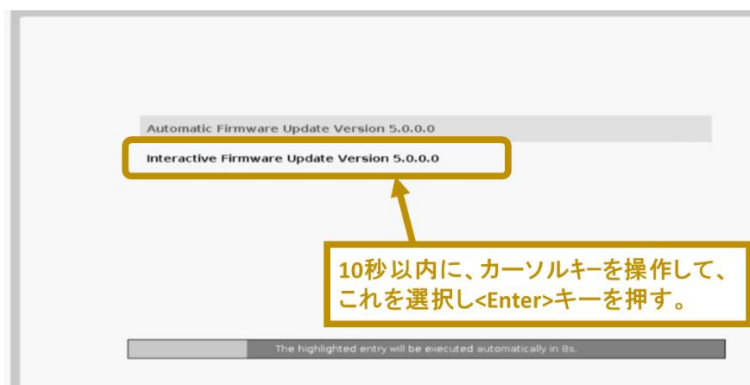 Automatic Firmware Update Version 5.0.0.0
Interactive Firmware Update Version 5.0.0.0
10秒以内に、カーソルキーを操作して、
これを選択し<Enter>キーを押す。
The highlighted entry will be executed automatically in 8s.